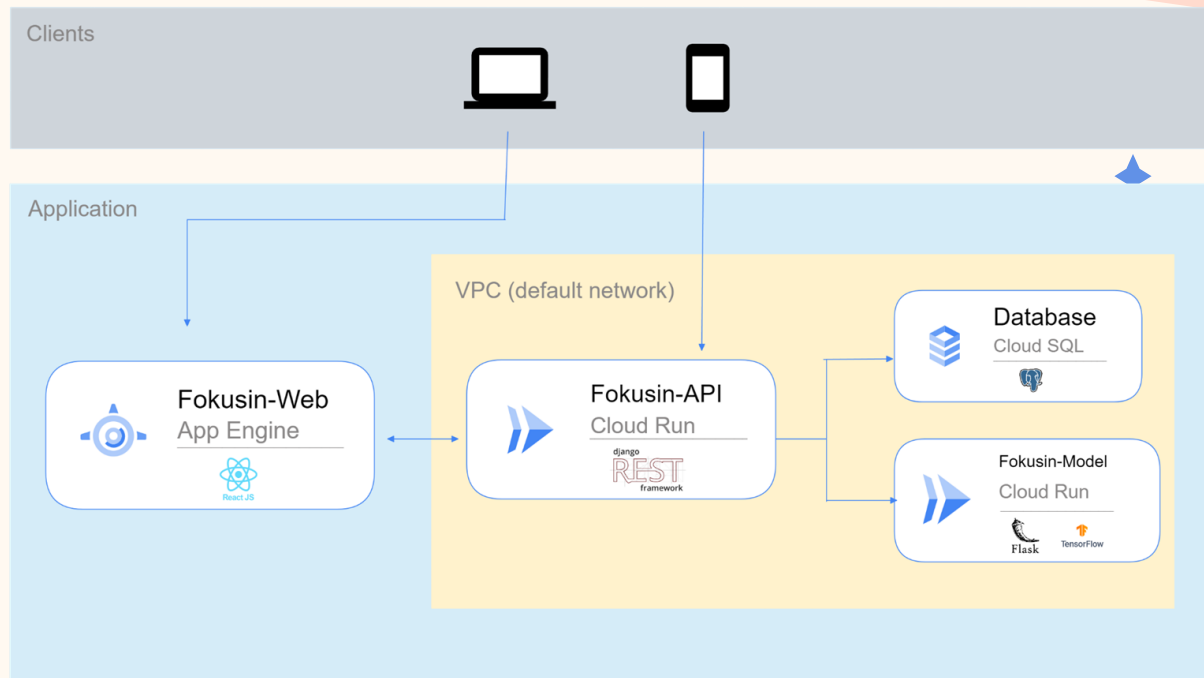 Clients
Application
VPC (default network)
Fokusin-Web
App Engine
React JS
Fokusin-API
Cloud Run
django
REST
framework
Database
Cloud SQL
Fokusin-Model
Cloud Run
Flask
TensorFlow